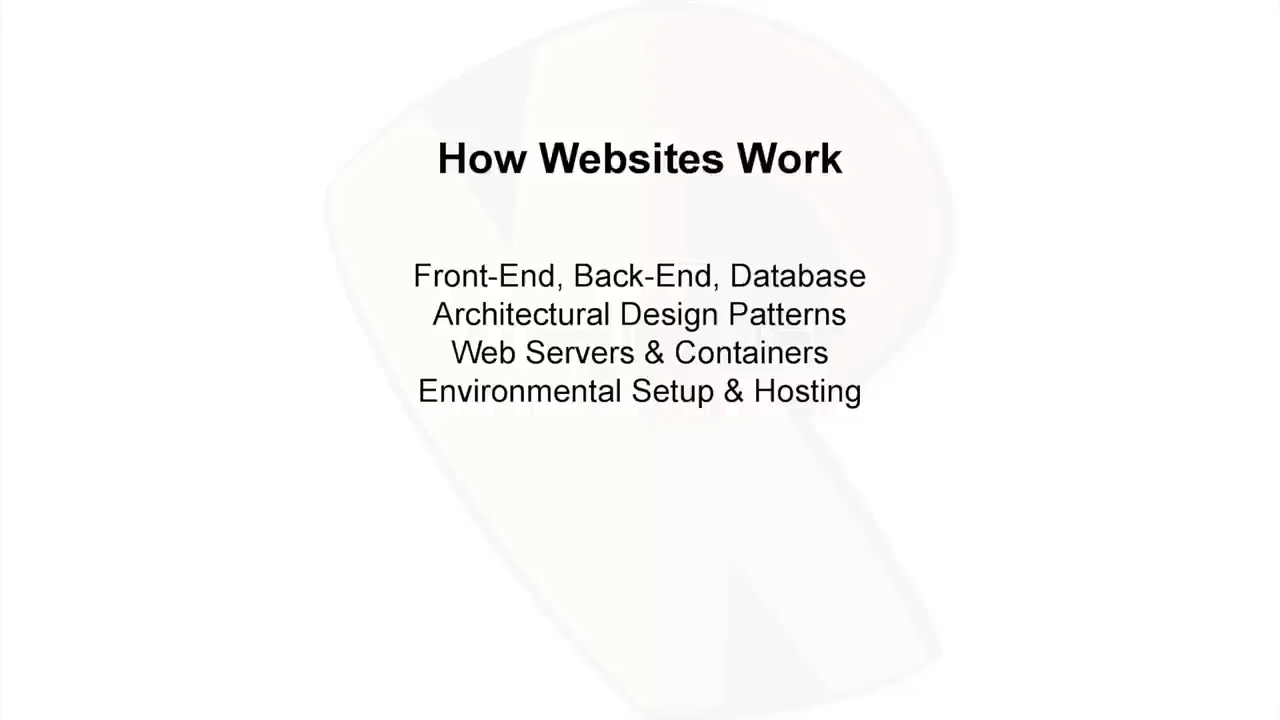 How Websites Work
Front-End, Back-End, Database
Architectural Design Patterns
Web Servers & Containers
Environmental Setup & Hosting